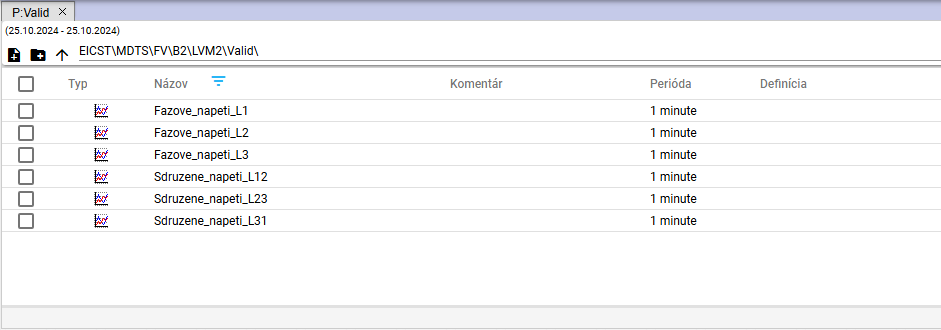 P:Valid
(25.10.2024 - 25.10.2024)
EICST\MDTS\FV\B2\LVM2\Valid\
Typ Názov Komentár Perióda Definícia
Fazove_napeti_L1 1 minute
Fazove_napeti_L2 1 minute
Fazove_napeti_L3 1 minute
Sdruzene_napeti_L12 1 minute
Sdruzene_napeti_L23 1 minute
Sdruzene_napeti_L31 1 minute